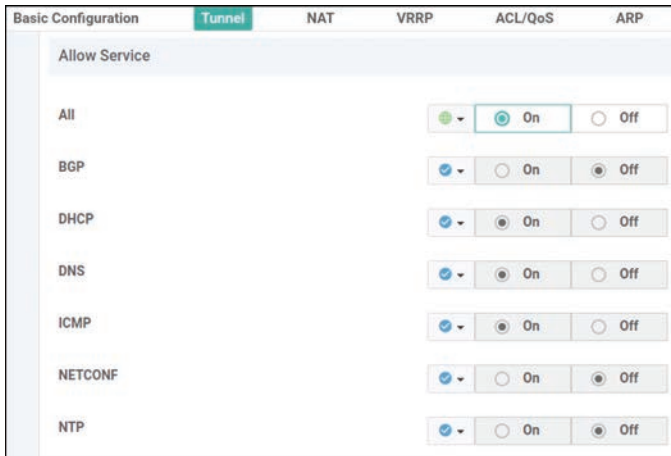 Basic Configuration Tunnel NAT VRRP ACL/QoS ARP
Allow Service
All On Off
BGP On Off
DHCP On Off
DNS On Off
ICMP On Off
NETCONF On Off
NTP On Off